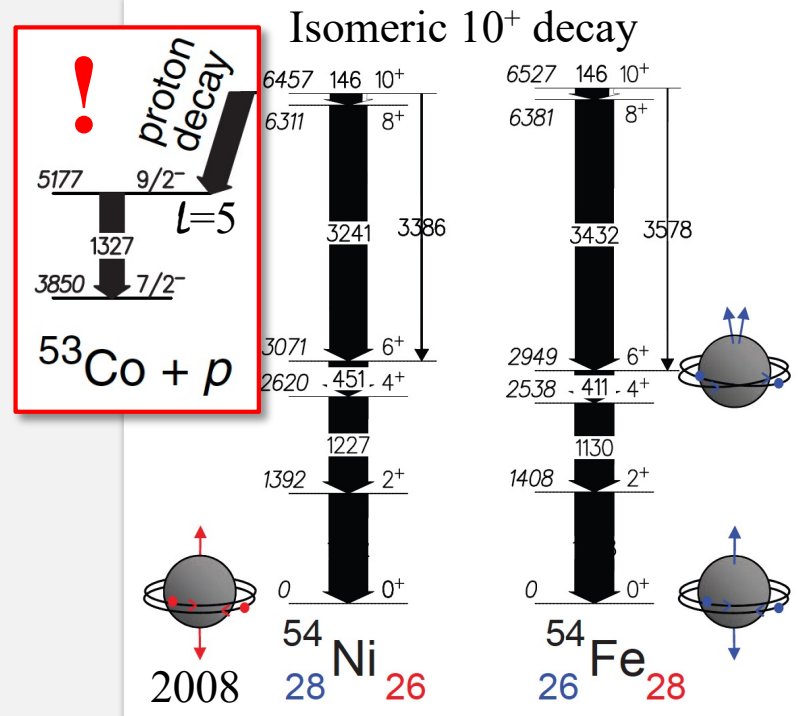 Isomeric 10⁺ decay
!
proton
decay
5177 9/2⁻
l=5
1327
3850 7/2⁻
⁵³Co + p
6457 146 10⁺
6311 8⁺
3241 3386
3071 6⁺
2620 451 4⁺
1227
1392 2⁺
0 0⁺
⁵⁴Ni
28 26
2008
6527 146 10⁺
6381 8⁺
3432 3578
2949 6⁺
2538 411 4⁺
1130
1408 2⁺
0 0⁺
⁵⁴Fe
26 28